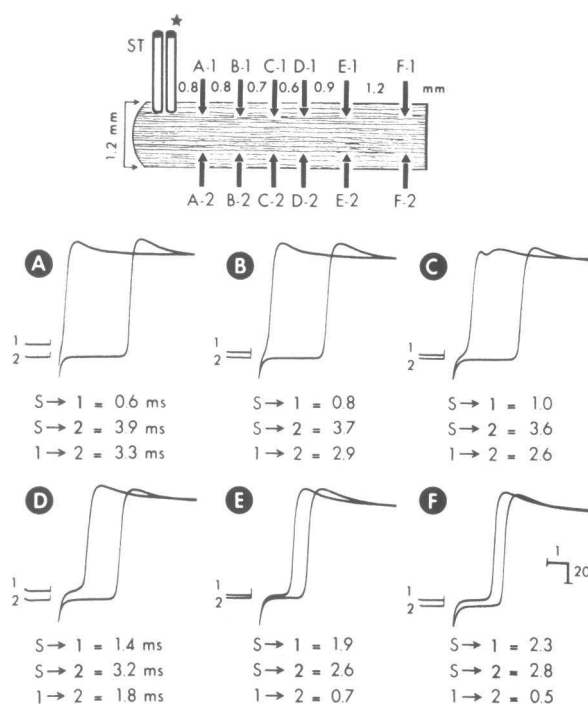 ★
ST
A-1 B-1 C-1 D-1 E-1 F-1
0.8 0.8 0.7 0.6 0.9 1.2 mm
1.2 mm
A-2 B-2 C-2 D-2 E-2 F-2
A B C
1 1 1
2 2 2
S→ 1 = 0.6 ms S→ 1 = 0.8 S→ 1 = 1.0
S→ 2 = 3.9 ms S→ 2 = 3.7 S→ 2 = 3.6
1→ 2 = 3.3 ms 1→ 2 = 2.9 1→ 2 = 2.6
D E F
1 1 1
2 2 2
1
20
S→ 1 = 1.4 ms S→ 1 = 1.9 S→ 1 = 2.3
S→ 2 = 3.2 ms S→ 2 = 2.6 S→ 2 = 2.8
1→ 2 = 1.8 ms 1→ 2 = 0.7 1→ 2 = 0.5